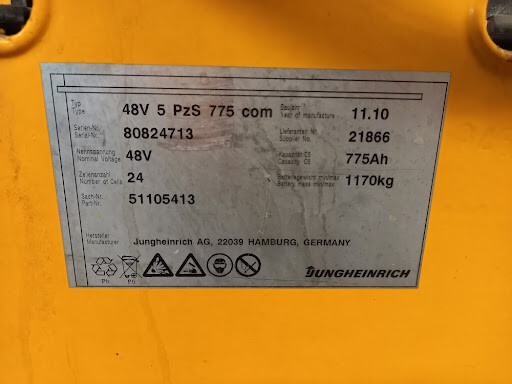 Typ
Type
48V 5 PzS 775 com
Baujahr
Year of manufacture
11.10
Serien-Nr.
Serial-Nr.
80824713
Lieferanten Nr.
Supplier No.
21866
Nennspannung
Nominal Voltage
48V
Kapazität C5
Capacity C5
775Ah
Zellenanzahl
Number of Cells
24
Batteriegewicht min/max
Battery mass min/max
1170kg
Sach-Nr.
Part-Nr.
51105413
Hersteller
Manufacturer
Jungheinrich AG, 22039 HAMBURG, GERMANY
Pb
Pb
JUNGHEINRICH